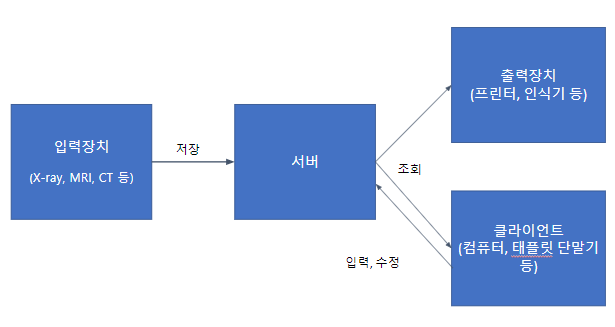 입력장치
(X-ray, MRI, CT 등)
저장
서버
조회
입력, 수정
출력장치
(프린터, 인식기 등)
클라이언트
(컴퓨터, 태플릿 단말기
등)